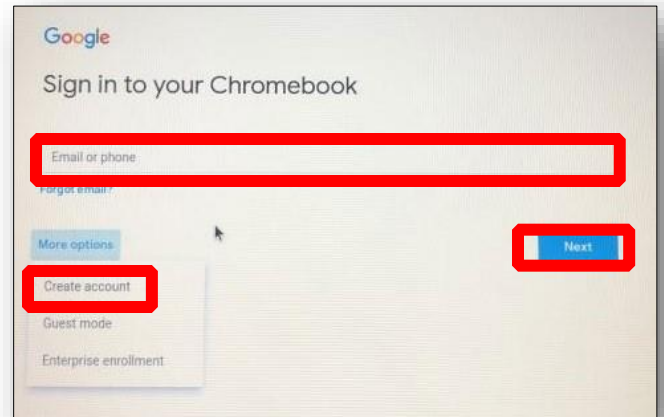 Google
Sign in to your Chromebook
Email or phone
Forgot email?
More options
Next
Create account
Guest mode
Enterprise enrollment